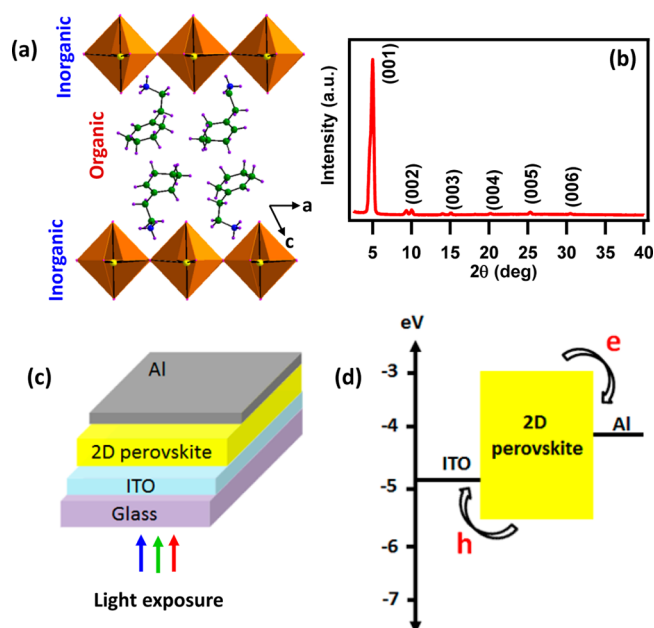 (a)
Inorganic
Organic
Inorganic
a
c
(b)
Intensity (a.u.)
(001)
(002)
(003)
(004)
(005)
(006)
5 10 15 20 25 30 35 40
2θ (deg)
(c)
Al
2D perovskite
ITO
Glass
Light exposure
(d)
eV
-3
-4
-5
-6
-7
e
2D
perovskite
Al
ITO
h